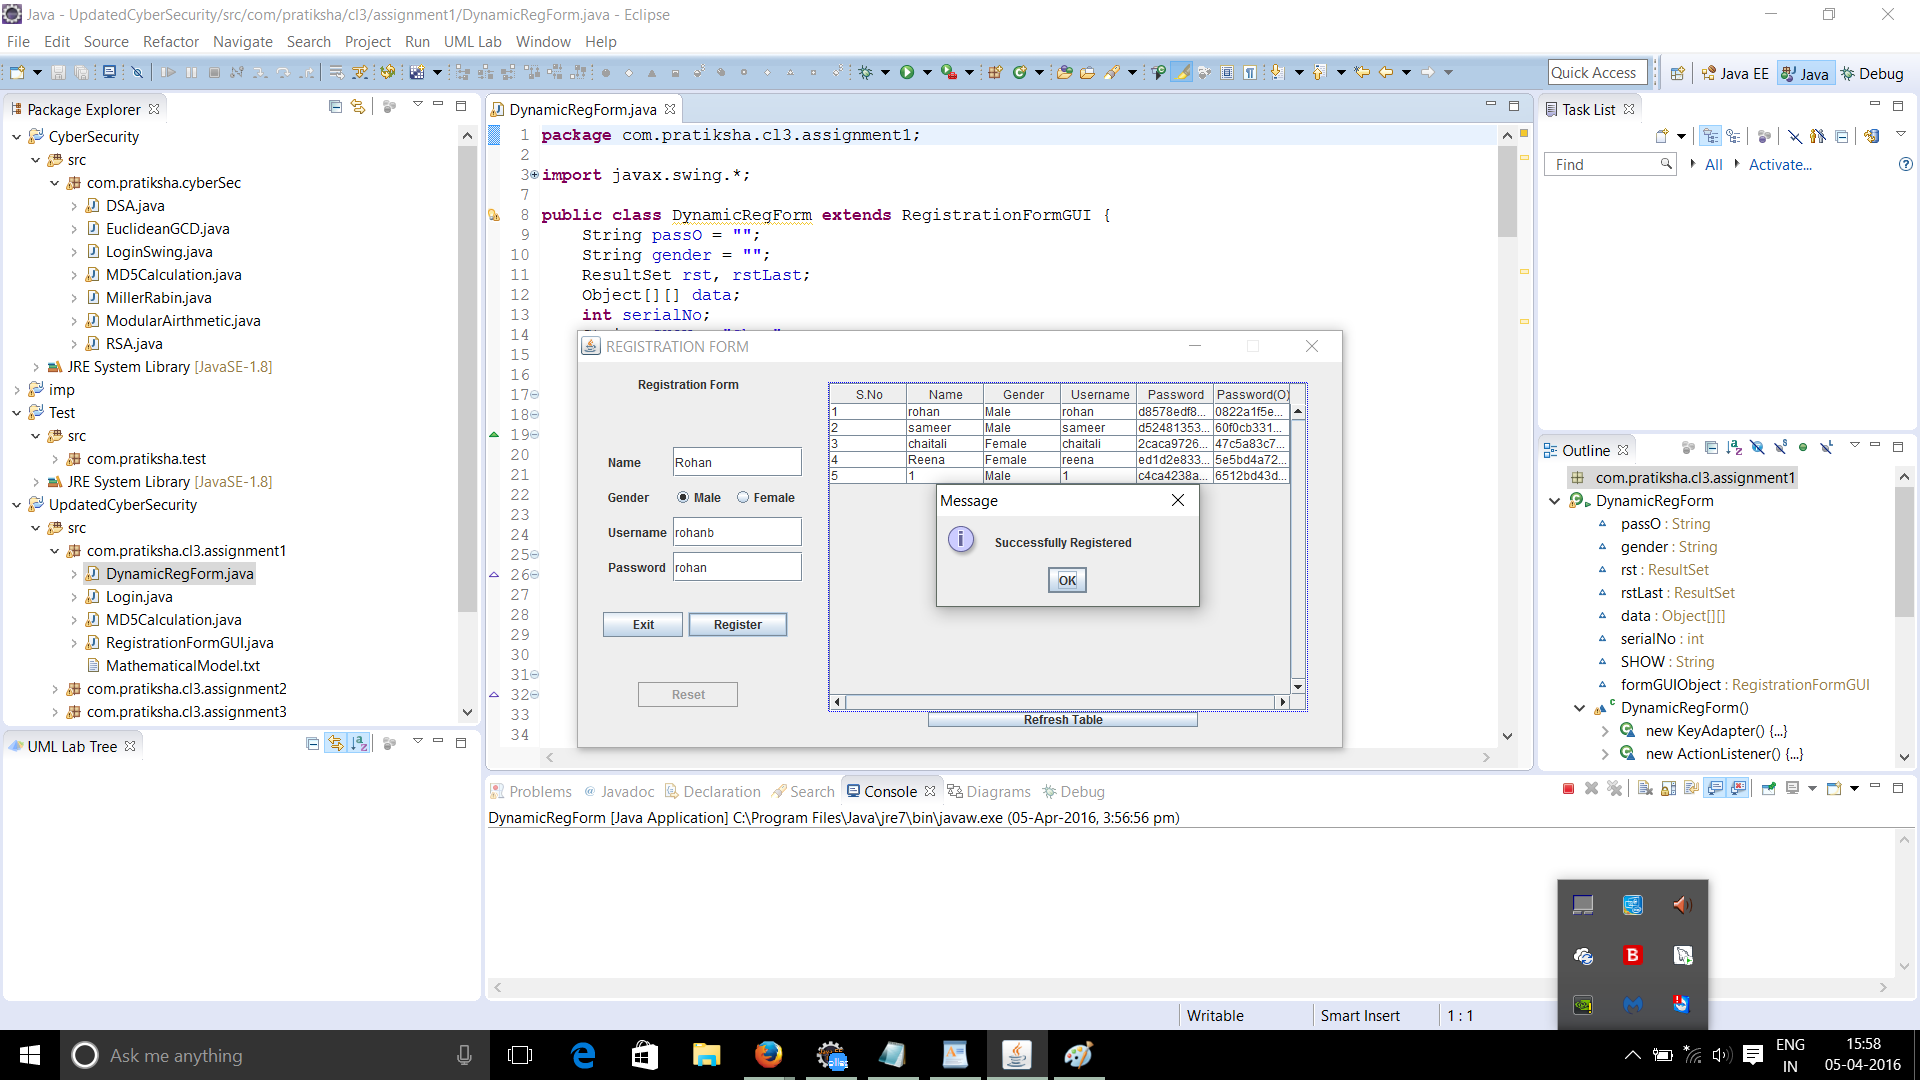 Java - UpdatedCyberSecurity/src/com/pratiksha/cl3/assignment1/DynamicRegForm.java - Eclipse
File Edit Source Refactor Navigate Search Project Run UML Lab Window Help
Quick Access
Java EE
Java
Debug
Package Explorer
CyberSecurity
src
com.pratiksha.cyberSec
DSA.java
EuclideanGCD.java
LoginSwing.java
MD5Calculation.java
MillerRabin.java
ModularAirthmetic.java
RSA.java
JRE System Library [JavaSE-1.8]
imp
Test
src
com.pratiksha.test
JRE System Library [JavaSE-1.8]
UpdatedCyberSecurity
src
com.pratiksha.cl3.assignment1
DynamicRegForm.java
Login.java
MD5Calculation.java
RegistrationFormGUI.java
MathematicalModel.txt
com.pratiksha.cl3.assignment2
com.pratiksha.cl3.assignment3
UML Lab Tree
DynamicRegForm.java
1 package com.pratiksha.cl3.assignment1;
2
3 import javax.swing.*;
7
8 public class DynamicRegForm extends RegistrationFormGUI {
9 String passO = "";
10 String gender = "";
11 ResultSet rst, rstLast;
12 Object[][] data;
13 int serialNo;
14
15
16
17
18
19
20
21
22
23
24
25
26
27
28
29
30
31
32
33
34
REGISTRATION FORM
Registration Form
Name Rohan
Gender Male Female
Username rohanb
Password rohan
Exit Register
Reset
S.No Name Gender Username Password Password(O)
1 rohan Male rohan d8578edf8... 0822a1f5e...
2 sameer Male sameer d52481353... 60f0cb331...
3 chaitali Female chaitali 2caca9726... 47c5a83c7...
4 Reena Female reena ed1d2e833... 5e5bd4a72...
5 1 Male 1 c4ca4238a... 6512bd43d...
Message
Successfully Registered
OK
Refresh Table
Task List
Find All Activate...
Outline
com.pratiksha.cl3.assignment1
DynamicRegForm
passO : String
gender : String
rst : ResultSet
rstLast : ResultSet
data : Object[][]
serialNo : int
SHOW : String
formGUIObject : RegistrationFormGUI
DynamicRegForm()
new KeyAdapter() {...}
new ActionListener() {...}
Problems Javadoc Declaration Search Console Diagrams Debug
DynamicRegForm [Java Application] C:\Program Files\Java\jre7\bin\javaw.exe (05-Apr-2016, 3:56:56 pm)
Writable Smart Insert 1 : 1
Ask me anything
ENG
IN
15:58
05-04-2016